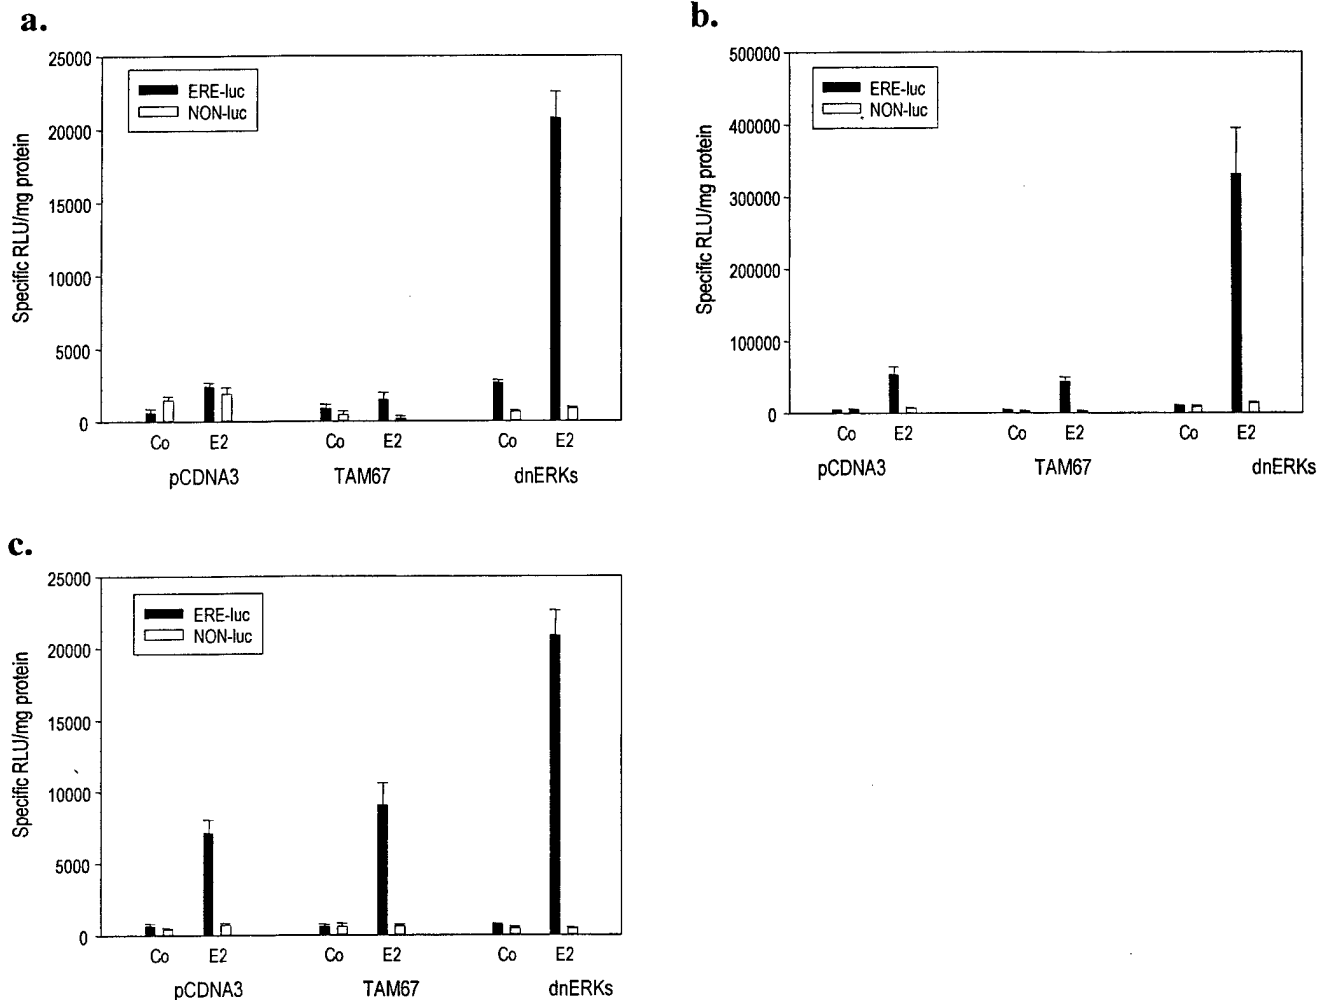 a.
25000
20000
15000
10000
5000
0
Specific RLU/mg protein
ERE-luc
NON-luc
Co E2 Co E2 Co E2
pCDNA3 TAM67 dnERKs
b.
500000
400000
300000
200000
100000
0
Specific RLU/mg protein
ERE-luc
NON-luc
Co E2 Co E2 Co E2
pCDNA3 TAM67 dnERKs
c.
25000
20000
15000
10000
5000
0
Specific RLU/mg protein
ERE-luc
NON-luc
Co E2 Co E2 Co E2
pCDNA3 TAM67 dnERKs